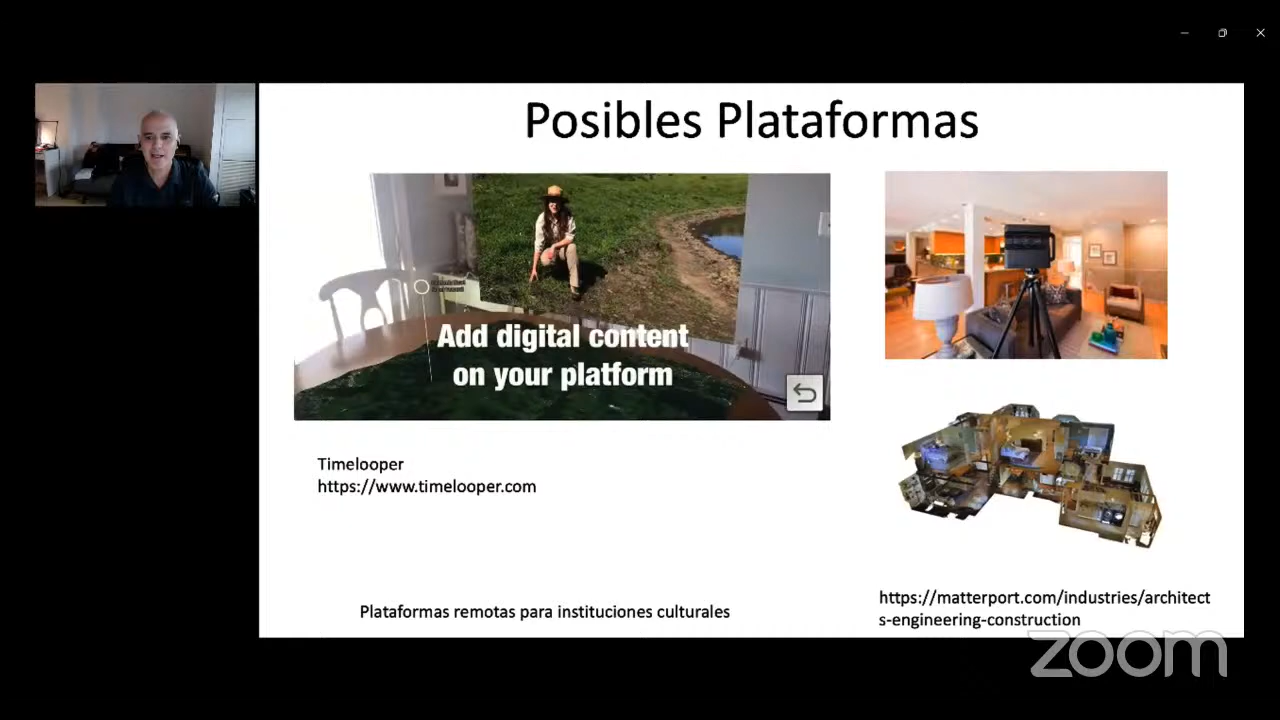 Posibles Plataformas
Add digital content
on your platform
Timelooper
https://www.timelooper.com
Plataformas remotas para instituciones culturales
https://matterport.com/industries/architect
s-engineering-construction
zoom